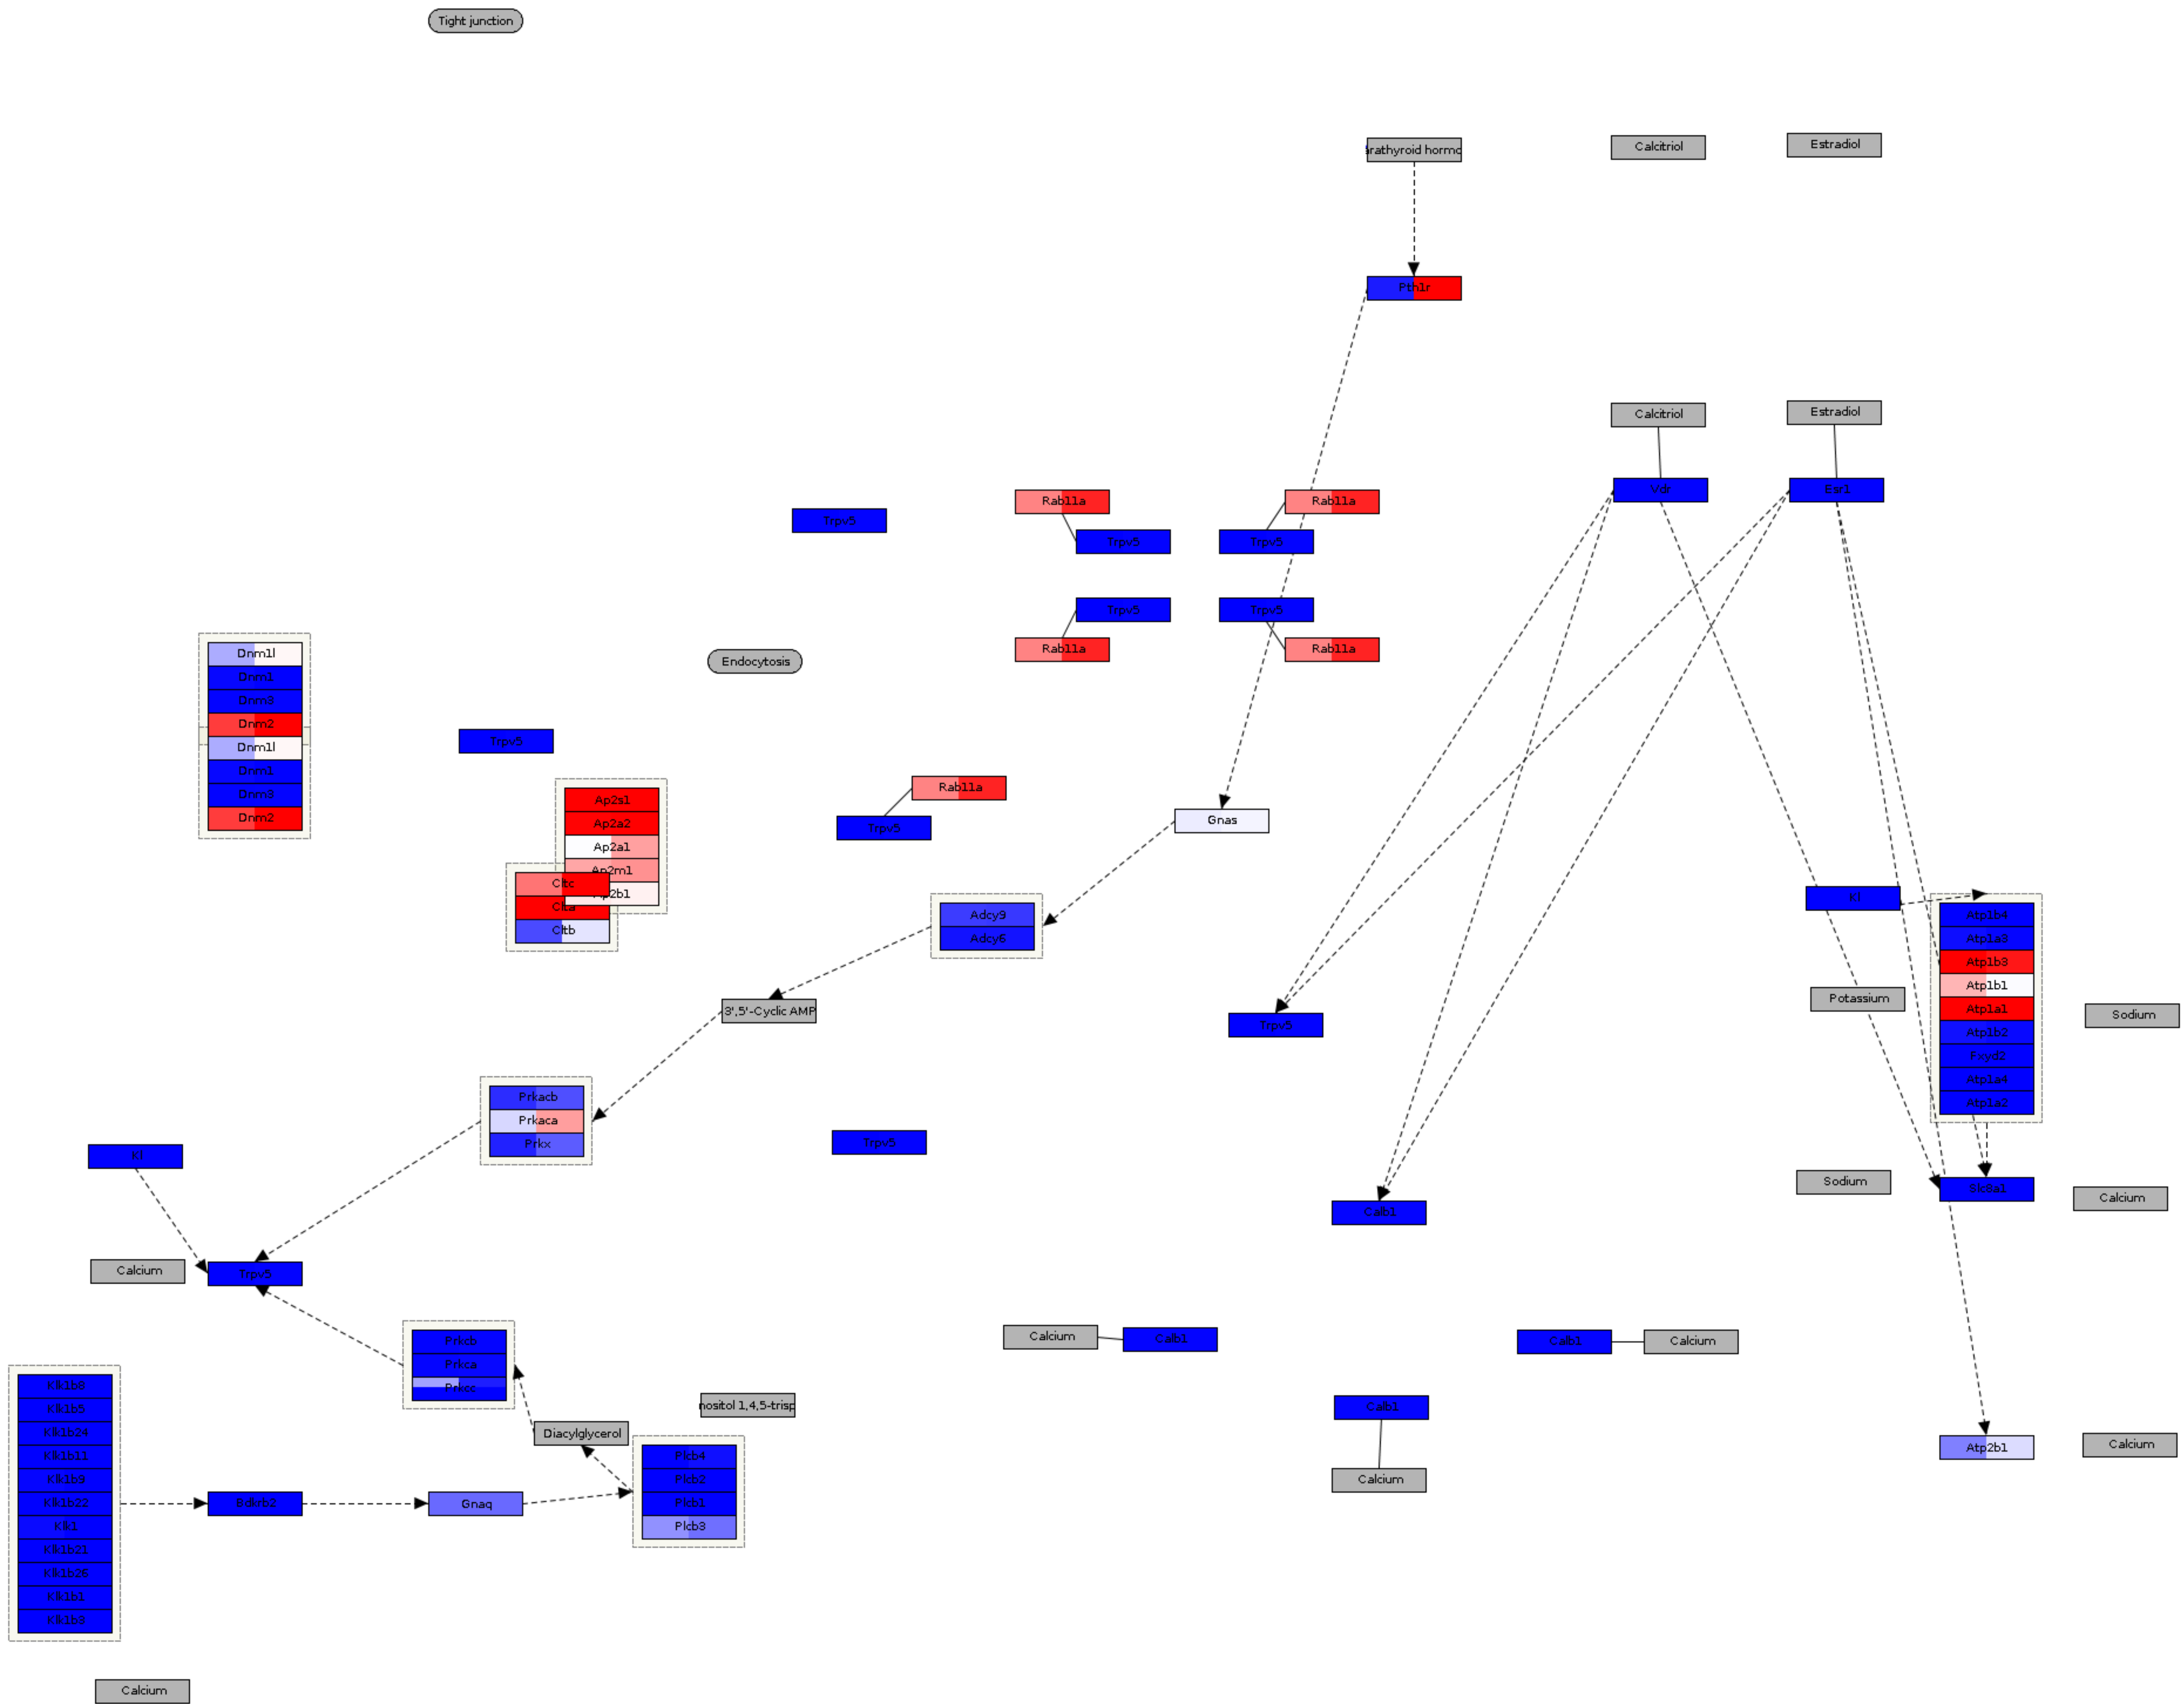 Tight junction
arathyroid hormo
Calcitriol
Estradiol
Pth1r
Calcitriol
Estradiol
Rab11a
Rab11a
Vdr
Esr1
Trpv5
Trpv5
Trpv5
Trpv5
Trpv5
Rab11a
Rab11a
Endocytosis
Dnm1l
Dnm1
Dnm3
Dnm2
Dnm1l
Dnm1
Dnm3
Dnm2
Trpv5
Rab11a
Trpv5
Gnas
Ap2s1
Ap2a2
Ap2a1
Ap2m1
Ap2b1
Cltc
Clta
Cltb
Adcy9
Adcy6
Kl
Atp1b4
Atp1a3
Atp1b3
Atp1b1
Atp1a1
Atp1b2
Fxyd2
Atp1a4
Atp1a2
Potassium
Sodium
3',5'-Cyclic AMP
Trpv5
Prkacb
Prkaca
Prkx
Trpv5
Kl
Sodium
Slc8a1
Calcium
Calb1
Calcium
Trpv5
Prkcb
Prkca
Prkcc
Calcium
Calb1
Calb1
Calcium
nositol 1,4,5-trisp
Calb1
Calcium
Diacylglycerol
Plcb4
Plcb2
Plcb1
Plcb3
Atp2b1
Calcium
Klk1b8
Klk1b5
Klk1b24
Klk1b11
Klk1b9
Klk1b22
Klk1
Klk1b21
Klk1b26
Klk1b1
Klk1b3
Bdkrb2
Gnaq
Calcium